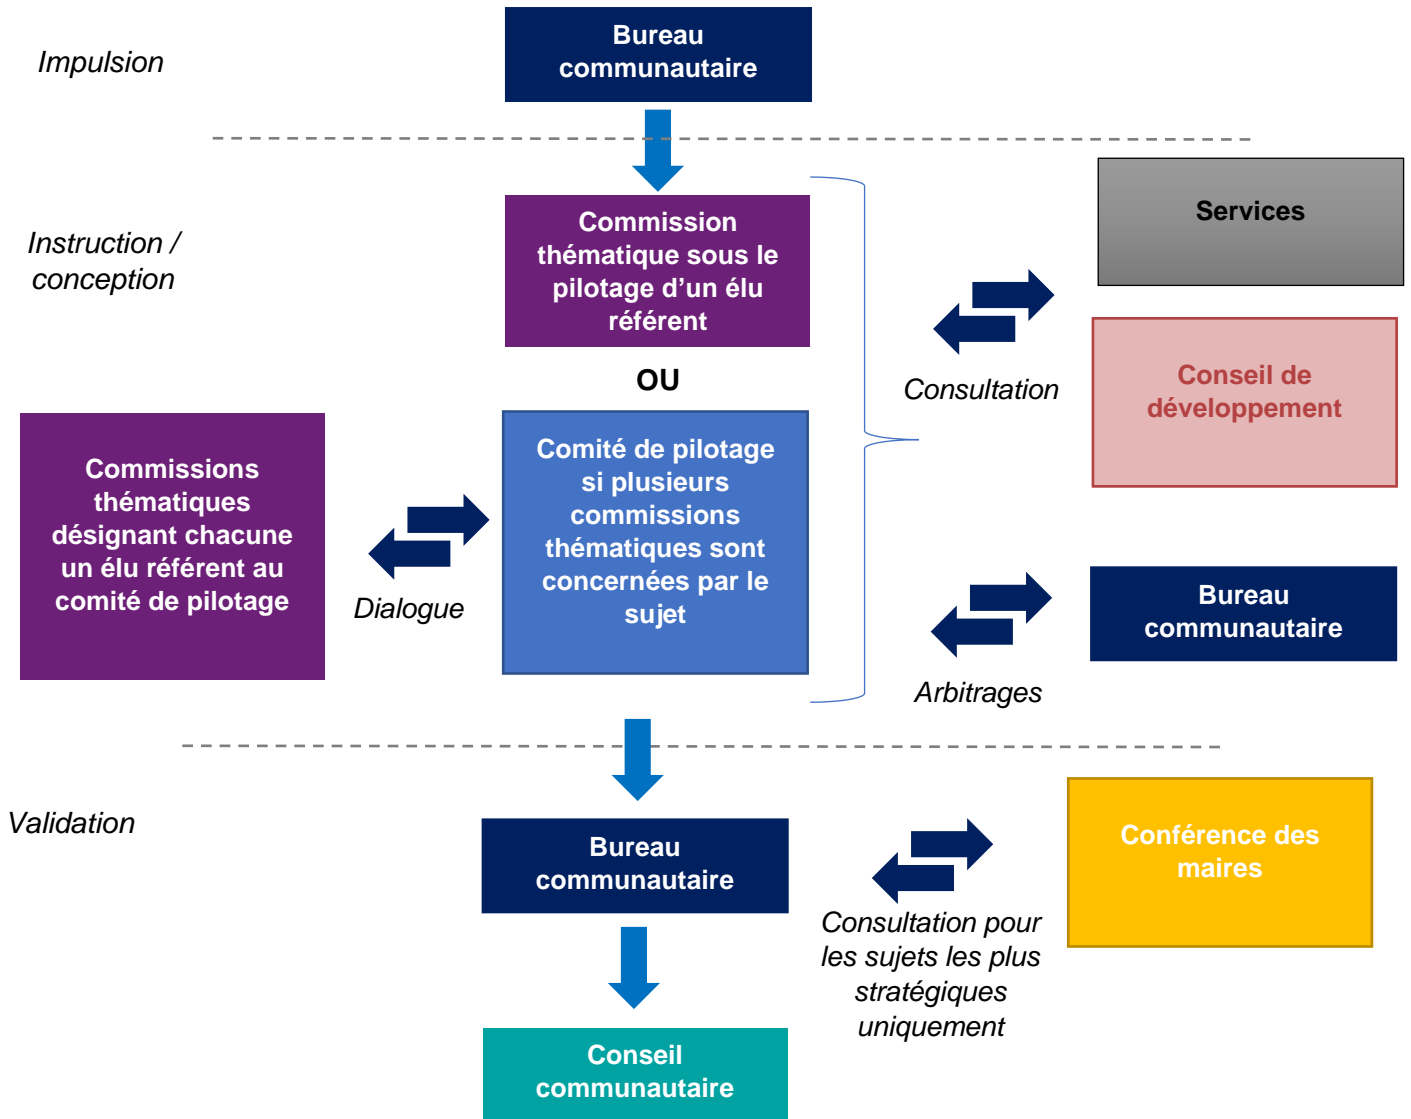 Impulsion
Bureau
communautaire
Instruction /
conception
Commission
thématique sous le
pilotage d’un élu
référent
OU
Services
Consultation
Conseil de
développement
Commissions
thématiques
désignant chacune
un élu référent au
comité de pilotage
Dialogue
Comité de pilotage
si plusieurs
commissions
thématiques sont
concernées par le
sujet
Arbitrages
Bureau
communautaire
Validation
Bureau
communautaire
Consultation pour
les sujets les plus
stratégiques
uniquement
Conférence des
maires
Conseil
communautaire